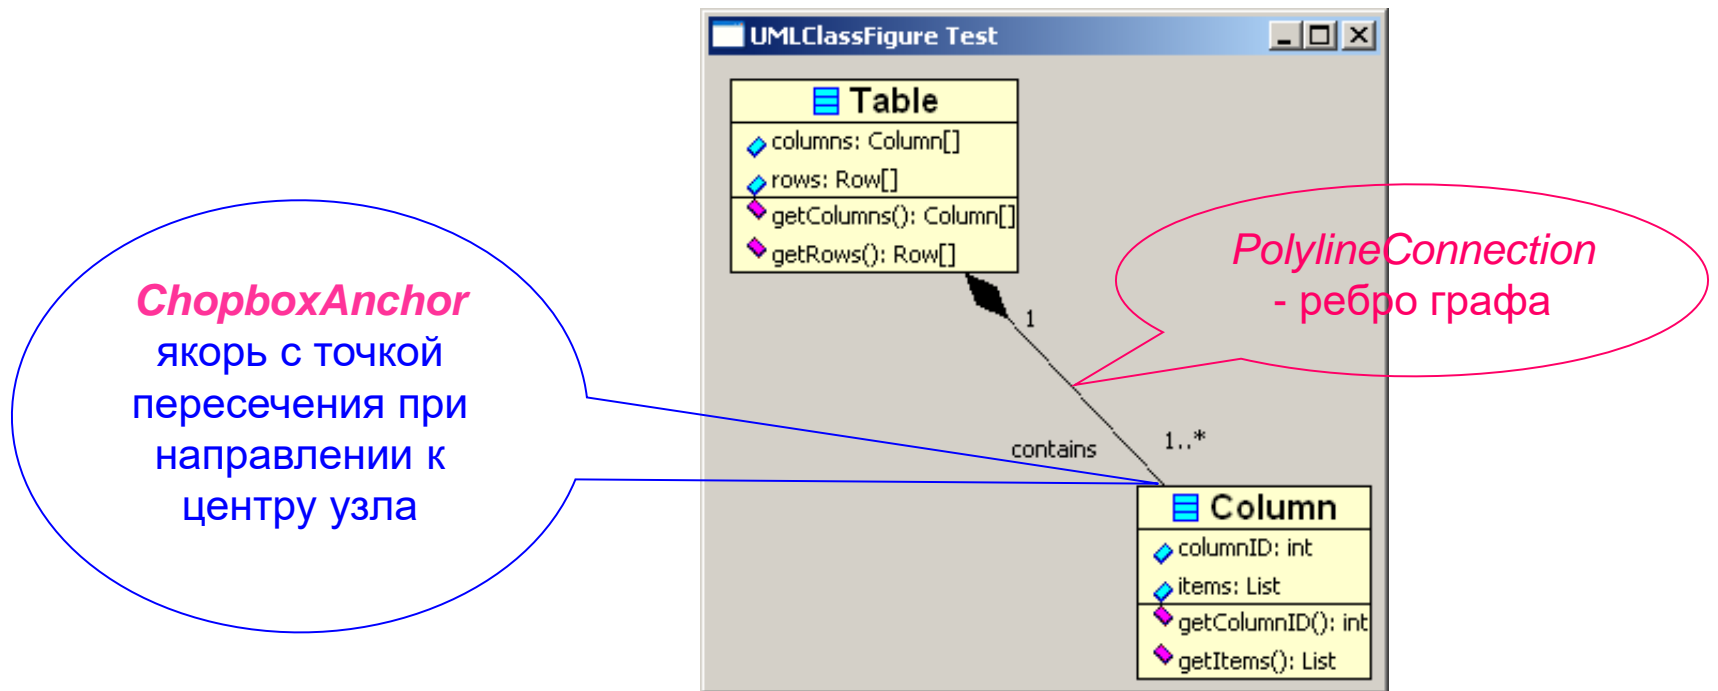 UMLClassFigure Test
Table
columns: Column[]
rows: Row[]
getColumns(): Column[]
getRows(): Row[]
1
contains
1..*
Column
columnID: int
items: List
getColumnID(): int
getItems(): List
ChopboxAnchor
якорь с точкой
пересечения при
направлении к
центру узла
PolylineConnection
- ребро графа